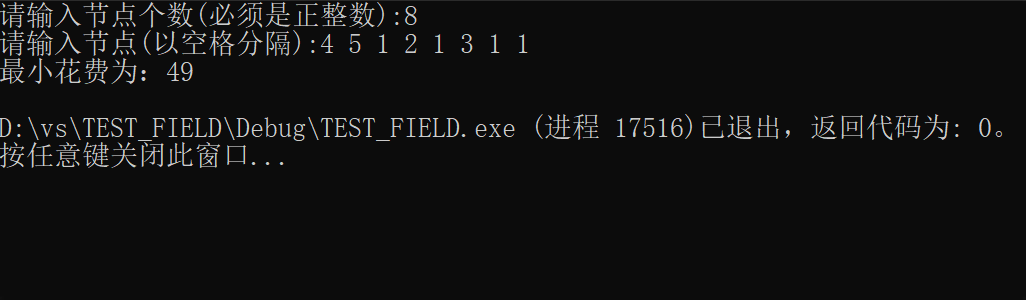 请输入节点个数(必须是正整数):8
请输入节点(以空格分隔):4 5 1 2 1 3 1 1
最小花费为：49
D:\vs\TEST_FIELD\Debug\TEST_FIELD.exe (进程 17516)已退出，返回代码为: 0。
按任意键关闭此窗口...